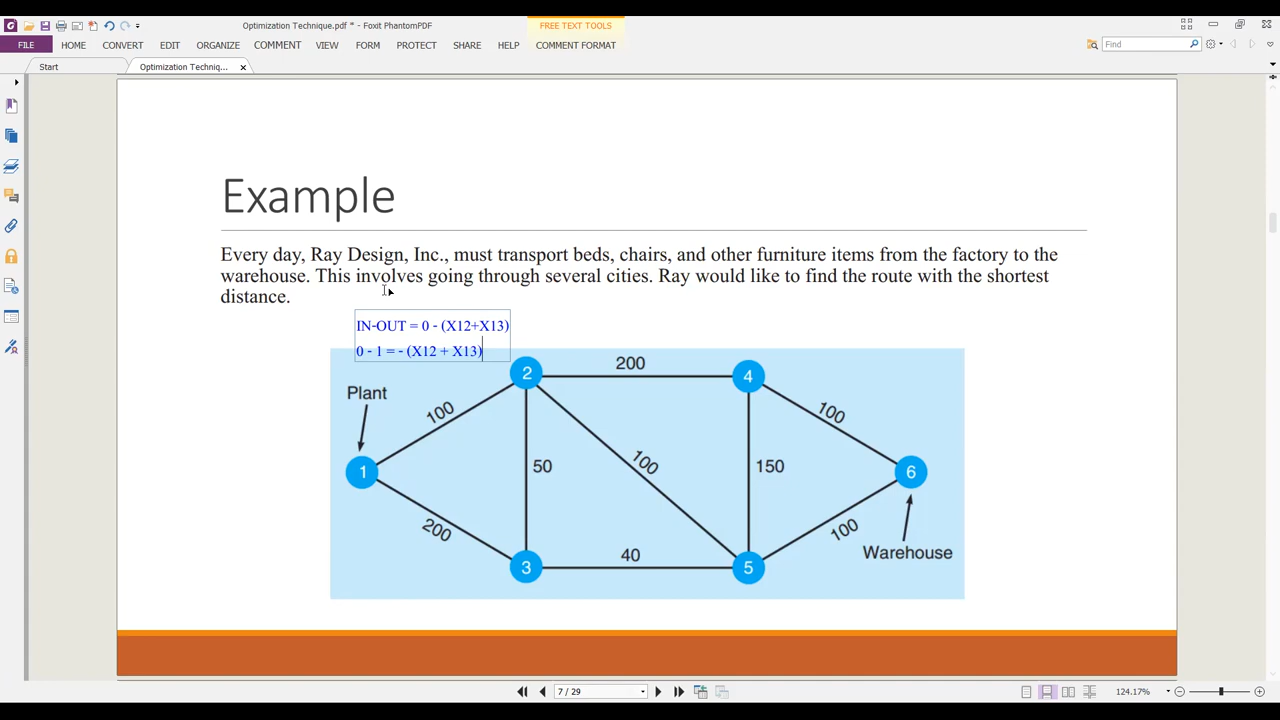 Optimization Technique.pdf * - Foxit PhantomPDF
FREE TEXT TOOLS
FILE HOME CONVERT EDIT ORGANIZE COMMENT VIEW FORM PROTECT SHARE HELP COMMENT FORMAT
Find
Start
Optimization Techniq...
Example
Every day, Ray Design, Inc., must transport beds, chairs, and other furniture items from the factory to the
warehouse. This involves going through several cities. Ray would like to find the route with the shortest
distance.
IN-OUT = 0 - (X12+X13)
0 - 1 = - (X12 + X13)
2
200
4
Plant
100
100
1
50
100
150
6
200
100
40
Warehouse
3
5
7 / 29
124.17%